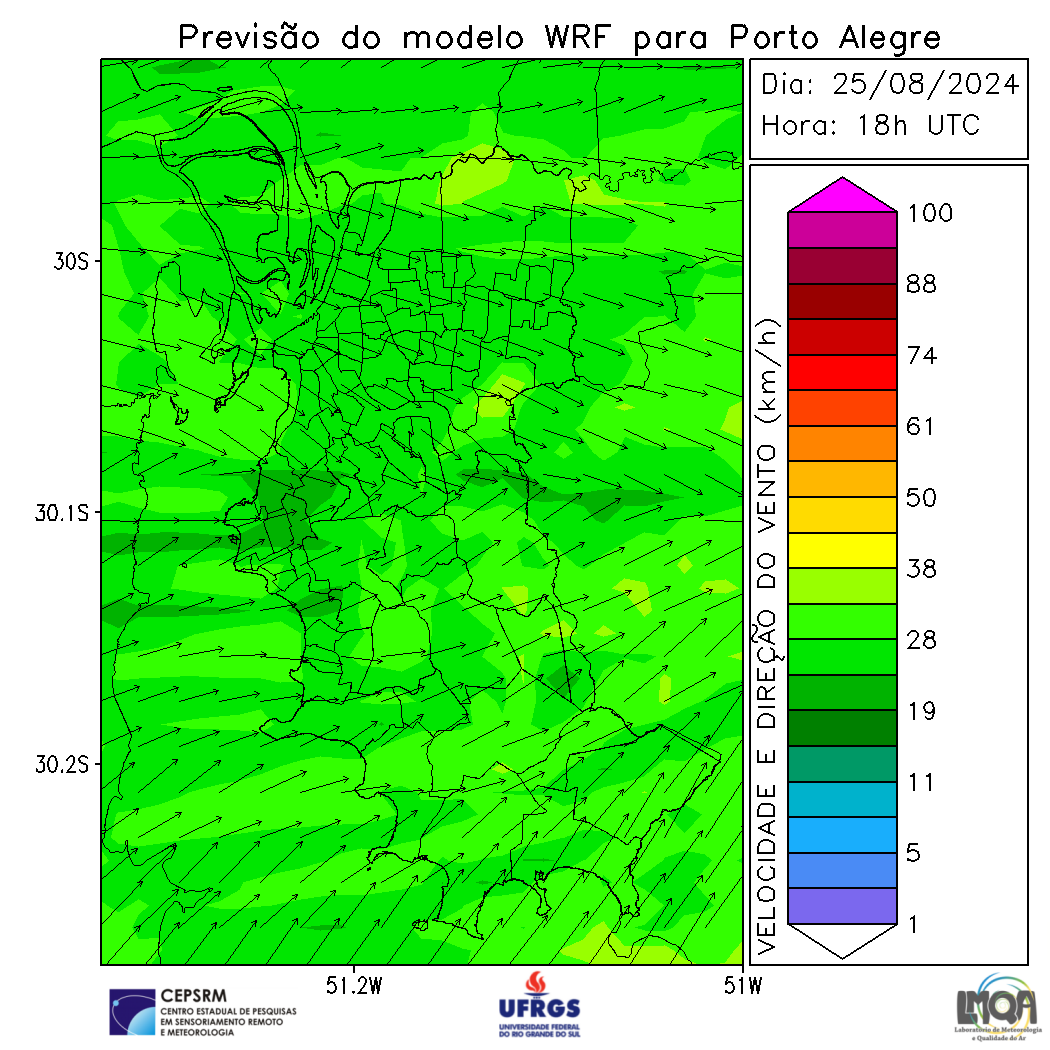 Previsão do modelo WRF para Porto Alegre
Dia: 25/08/2024
Hora: 18h UTC
30S
30.1S
30.2S
51.2W
51W
VELOCIDADE E DIREÇÃO DO VENTO (km/h)
100
88
74
61
50
38
28
19
11
5
1
CEPSRM
CENTRO ESTADUAL DE PESQUISAS
EM SENSORIAMENTO REMOTO
E METEOROLOGIA
UFRGS
UNIVERSIDADE FEDERAL
DO RIO GRANDE DO SUL
LMQA
Laboratório de Meteorologia
e Qualidade do Ar